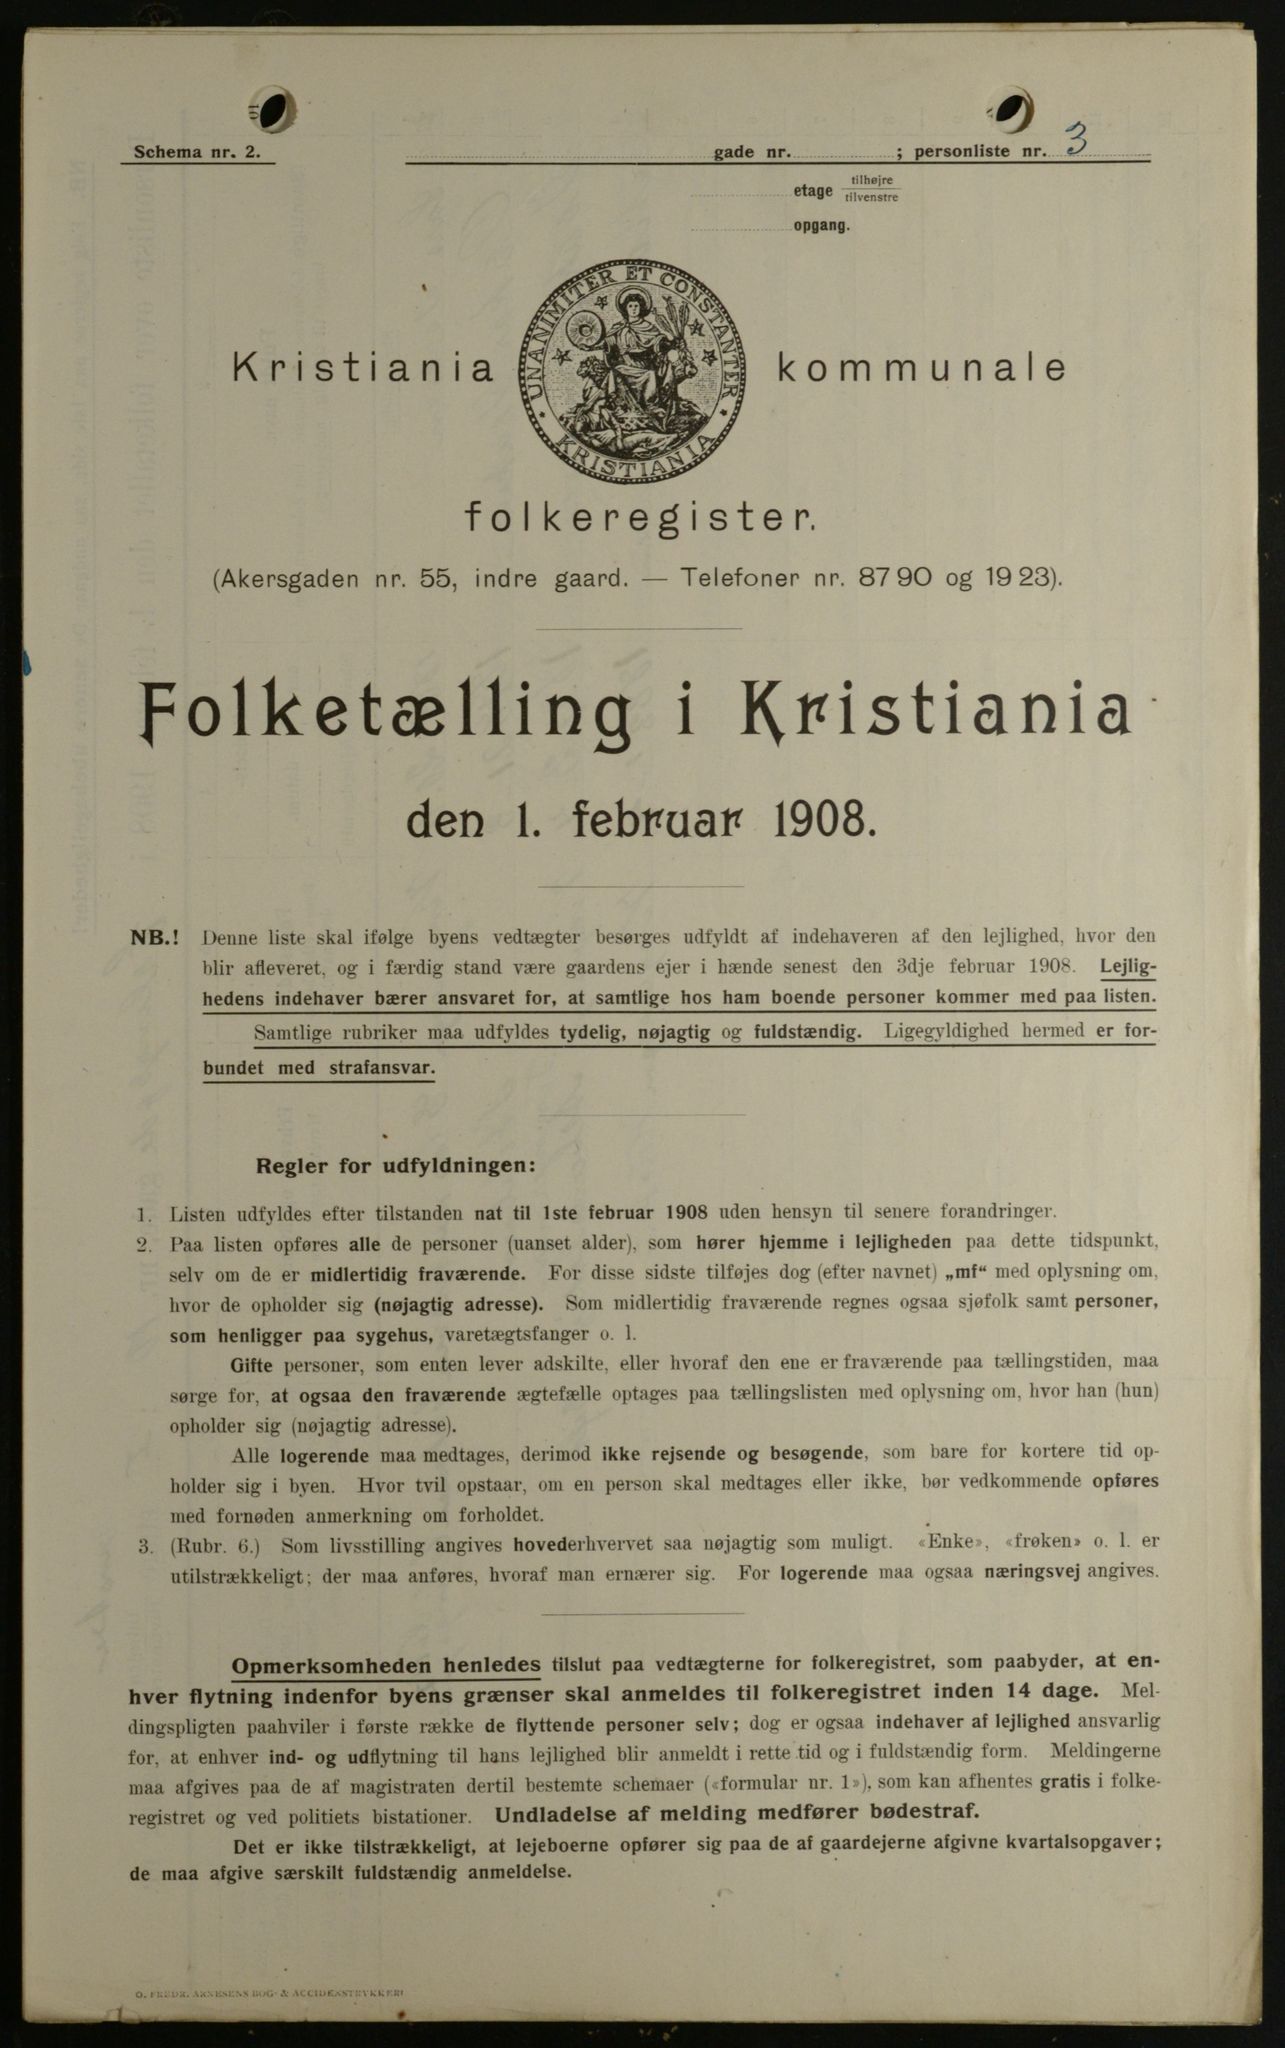 Schema nr. 2. gade nr. ; personliste nr. 3
etage tilhøjre
tilvenstre
opgang.
UNANIMITER ET CONSTANTER
KRISTIANIA
Kristiania kommunale
folkeregister.
(Akersgaden nr. 55, indre gaard. — Telefoner nr. 87 90 og 19 23).
Folketælling i Kristiania
den 1. februar 1908.
NB.! Denne liste skal ifølge byens vedtægter besørges udfyldt af indehaveren af den lejlighed, hvor den
blir afleveret, og i færdig stand være gaardens ejer i hænde senest den 3dje februar 1908. Lejlig-
hedens indehaver bærer ansvaret for, at samtlige hos ham boende personer kommer med paa listen.
Samtlige rubriker maa udfyldes tydelig, nøjagtig og fuldstændig. Ligegyldighed hermed er for-
bundet med strafansvar.
Regler for udfyldningen:
1. Listen udfyldes efter tilstanden nat til 1ste februar 1908 uden hensyn til senere forandringer.
2. Paa listen opføres alle de personer (uanset alder), som hører hjemme i lejligheden paa dette tidspunkt,
selv om de er midlertidig fraværende. For disse sidste tilføjes dog (efter navnet) „mf“ med oplysning om,
hvor de opholder sig (nøjagtig adresse). Som midlertidig fraværende regnes ogsaa sjøfolk samt personer,
som henligger paa sygehus, varetægtsfanger o. l.
Gifte personer, som enten lever adskilte, eller hvoraf den ene er fraværende paa tællingstiden, maa
sørge for, at ogsaa den fraværende ægtefælle optages paa tællingslisten med oplysning om, hvor han (hun)
opholder sig (nøjagtig adresse).
Alle logerende maa medtages, derimod ikke rejsende og besøgende, som bare for kortere tid op-
holder sig i byen. Hvor tvil opstaar, om en person skal medtages eller ikke, bør vedkommende opføres
med fornøden anmerkning om forholdet.
3. (Rubr. 6.) Som livsstilling angives hovederhvervet saa nøjagtig som muligt. «Enke», «frøken» o. l. er
utilstrækkeligt; der maa anføres, hvoraf man ernærer sig. For logerende maa ogsaa næringsvej angives.
Opmerksomheden henledes tilslut paa vedtægterne for folkeregistret, som paabyder, at en-
hver flytning indenfor byens grænser skal anmeldes til folkeregistret inden 14 dage. Mel-
dingspligten paahviler i første række de flyttende personer selv; dog er ogsaa indehaver af lejlighed ansvarlig
for, at enhver ind- og udflytning til hans lejlighed blir anmeldt i rette tid og i fuldstændig form. Meldingerne
maa afgives paa de af magistraten dertil bestemte schemaer («formular nr. 1»), som kan afhentes gratis i folke-
registret og ved politiets bistationer. Undladelse af melding medfører bødestraf.
Det er ikke tilstrækkeligt, at lejeboerne opfører sig paa de af gaardejerne afgivne kvartalsopgaver;
de maa afgive særskilt fuldstændig anmeldelse.
O. FREDR. ARNESENS BOG- & ACCIDENSTRYKKERI